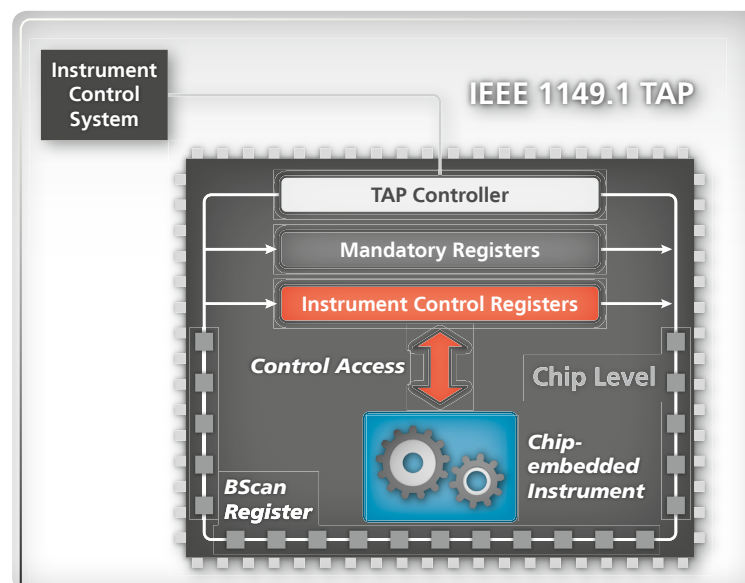 Instrument
Control
System
IEEE 1149.1 TAP
TAP Controller
Mandatory Registers
Instrument Control Registers
Control Access
Chip Level
Chip-
embedded
Instrument
BScan
Register